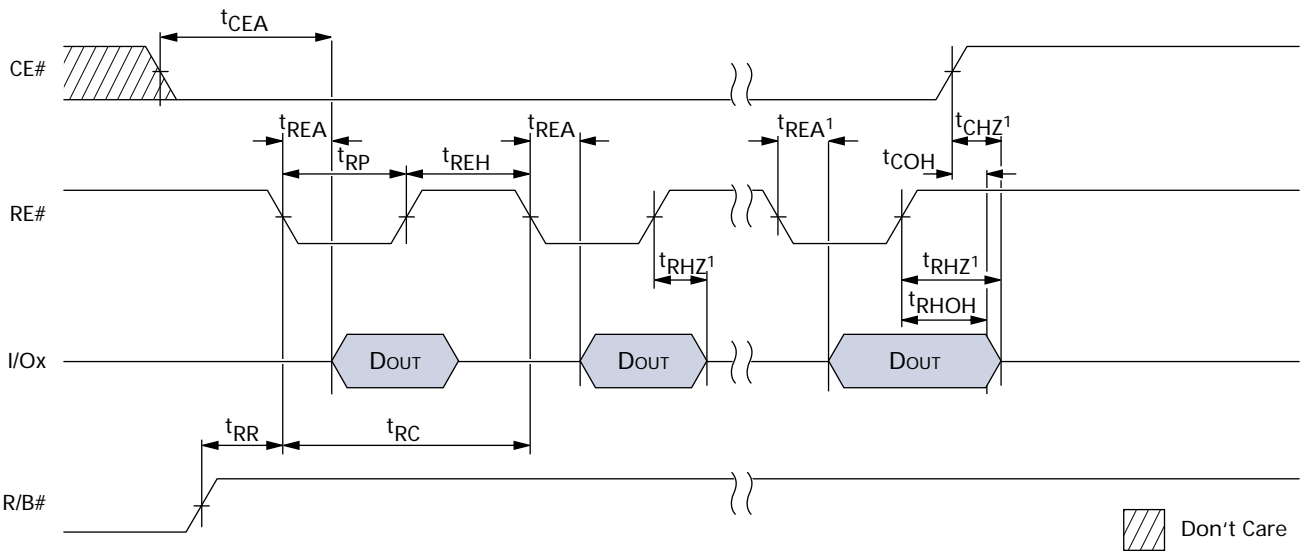 tCEA
CE#
tREA tREA tREA¹ tCHZ¹
tRP tREH tCOH
RE#
tRHZ¹ tRHZ¹
tRHOH
I/Ox DOUT DOUT DOUT
tRR tRC
R/B#
Don't Care